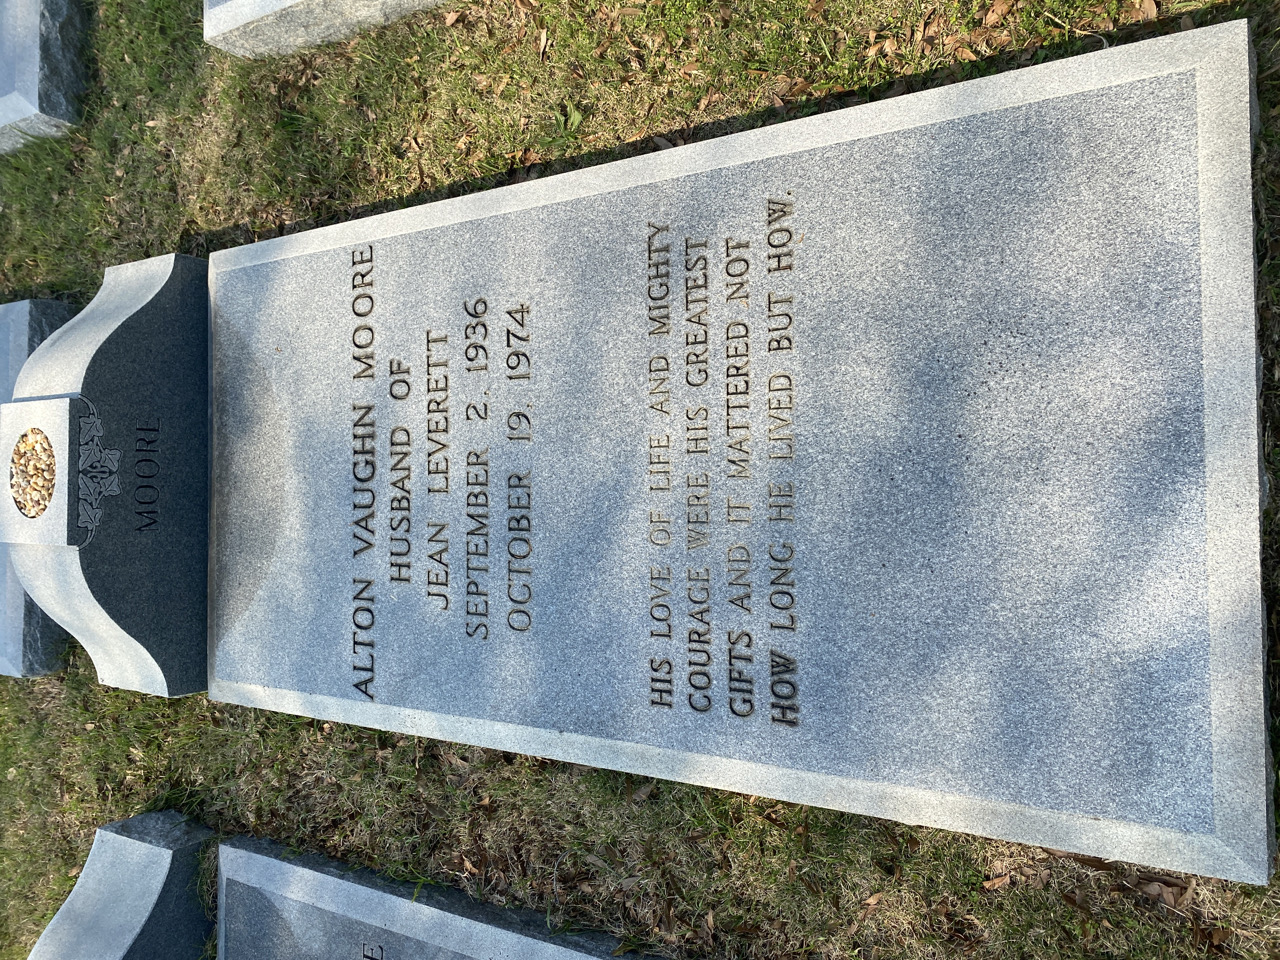 MOORE
ALTON VAUGHN MOORE
HUSBAND OF
JEAN LEVERETT
SEPTEMBER 2, 1936
OCTOBER 19, 1974
HIS LOVE OF LIFE AND MIGHTY
COURAGE WERE HIS GREATEST
GIFTS AND IT MATTERED NOT
HOW LONG HE LIVED BUT HOW.